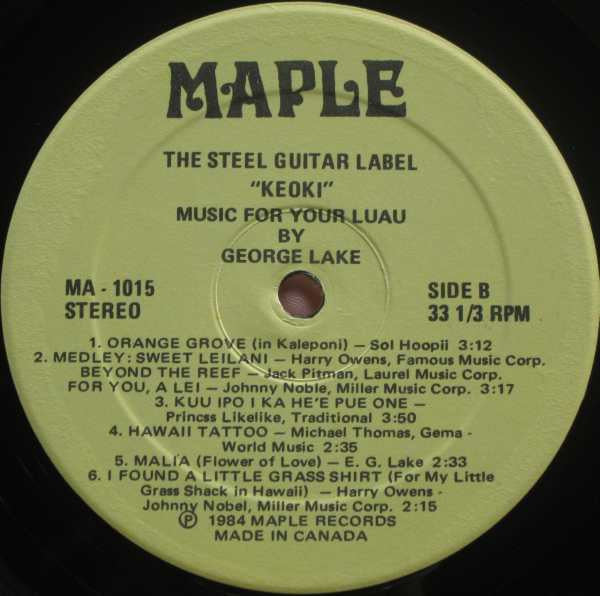 MAPLE
THE STEEL GUITAR LABEL
"KEOKI"
MUSIC FOR YOUR LUAU
BY
GEORGE LAKE
MA - 1015
STEREO
SIDE B
33 1/3 RPM
1. ORANGE GROVE (in Kaleponi) – Sol Hoopii 3:12
2. MEDLEY: SWEET LEILANI – Harry Owens, Famous Music Corp.
BEYOND THE REEF – Jack Pitman, Laurel Music Corp.
FOR YOU, A LEI – Johnny Noble, Miller Music Corp. 3:17
3. KUU IPO I KA HE'E PUE ONE –
Princss Likelike, Traditional 3:50
4. HAWAII TATTOO – Michael Thomas, Gema -
World Music 2:35
5. MALIA (Flower of Love) – E. G. Lake 2:33
6. I FOUND A LITTLE GRASS SHIRT (For My Little
Grass Shack in Hawaii) – Harry Owens -
Johnny Nobel, Miller Music Corp. 2:15
Ⓟ 1984 MAPLE RECORDS
MADE IN CANADA